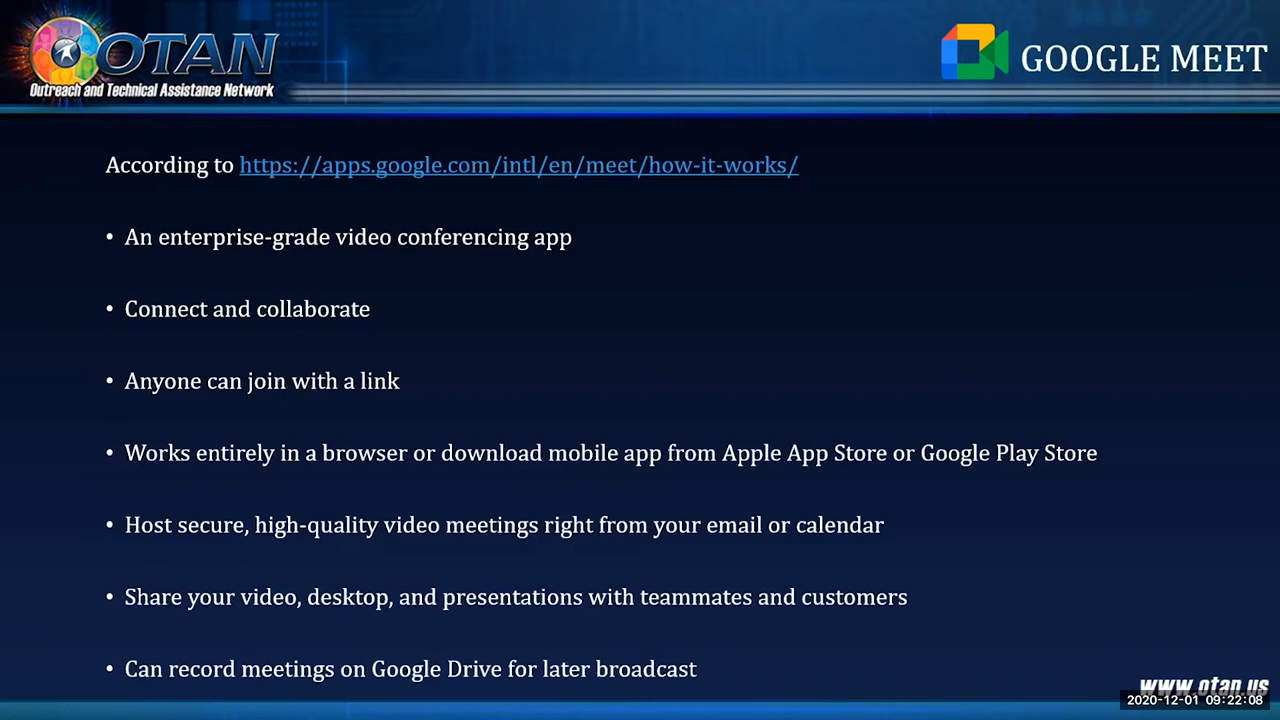 OTAN
Outreach and Technical Assistance Network
GOOGLE MEET
According to https://apps.google.com/intl/en/meet/how-it-works/
• An enterprise-grade video conferencing app
• Connect and collaborate
• Anyone can join with a link
• Works entirely in a browser or download mobile app from Apple App Store or Google Play Store
• Host secure, high-quality video meetings right from your email or calendar
• Share your video, desktop, and presentations with teammates and customers
• Can record meetings on Google Drive for later broadcast
www.otan.us
2020-12-01 09:22:08